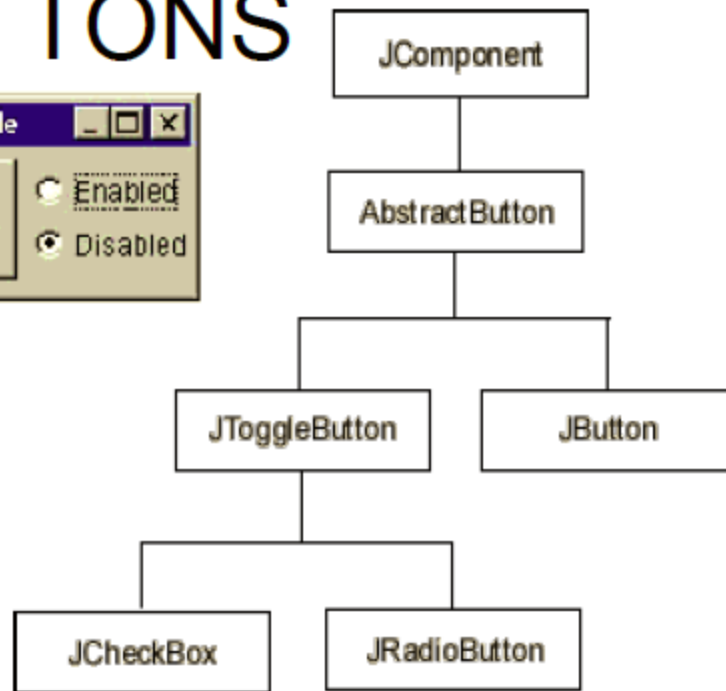 TONS
JComponent
Enabled
Disabled
AbstractButton
JToggleButton
JButton
JCheckBox
JRadioButton